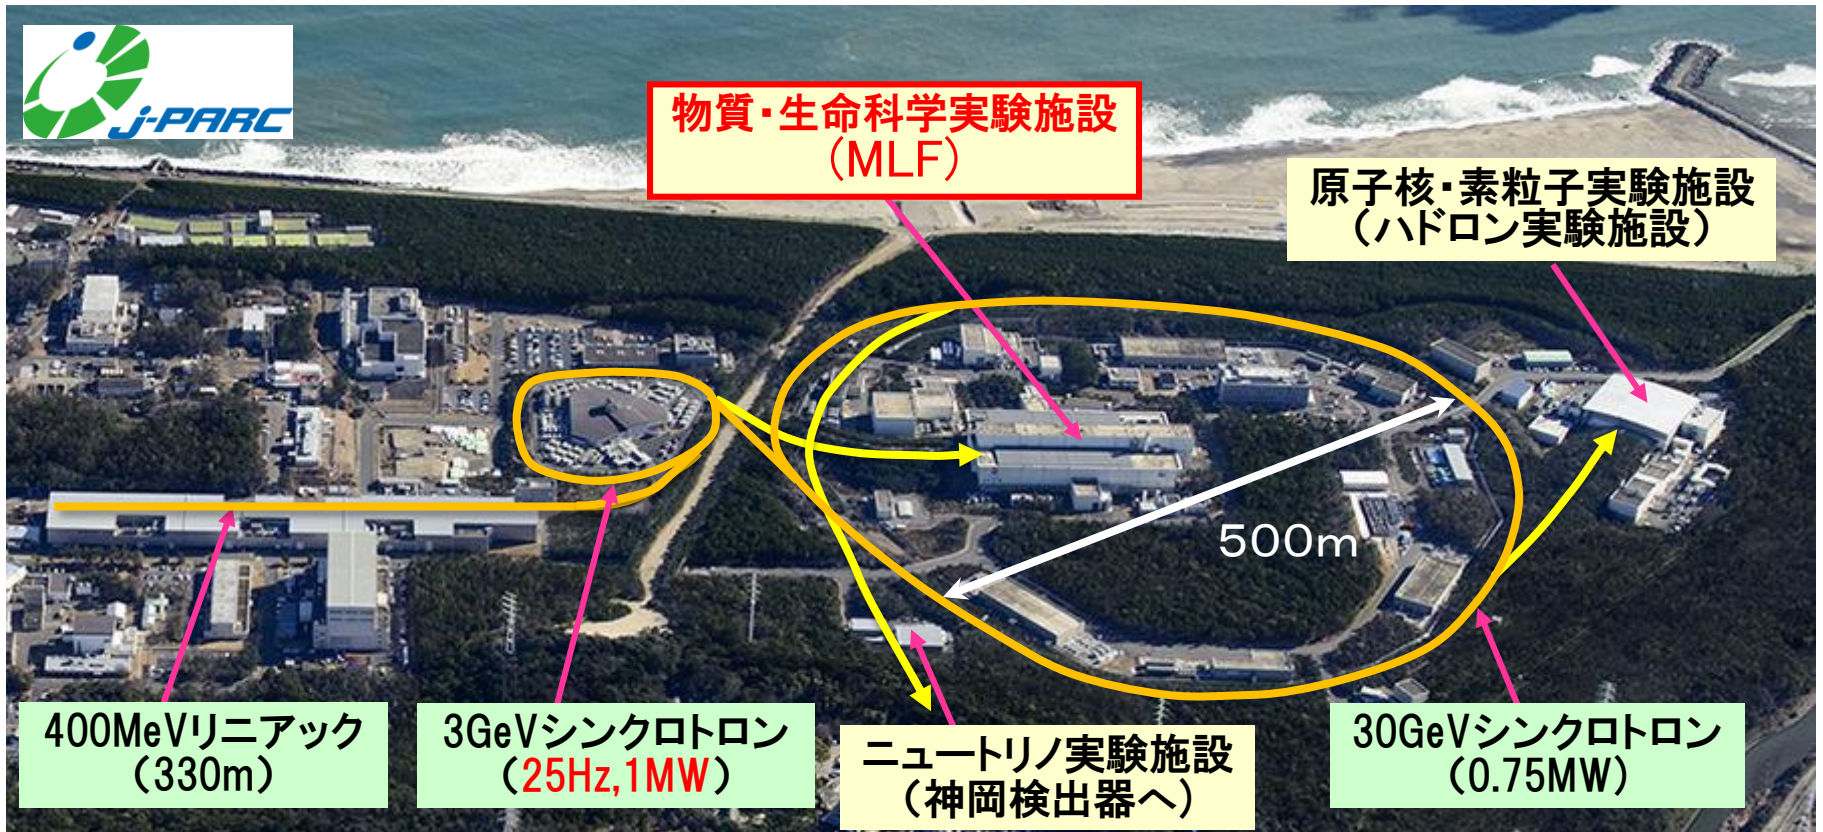 J-PARC
物質・生命科学実験施設
(MLF)
原子核・素粒子実験施設
(ハドロン実験施設)
500m
400MeVリニアック
(330m)
3GeVシンクロトロン
(25Hz,1MW)
ニュートリノ実験施設
(神岡検出器へ)
30GeVシンクロトロン
(0.75MW)